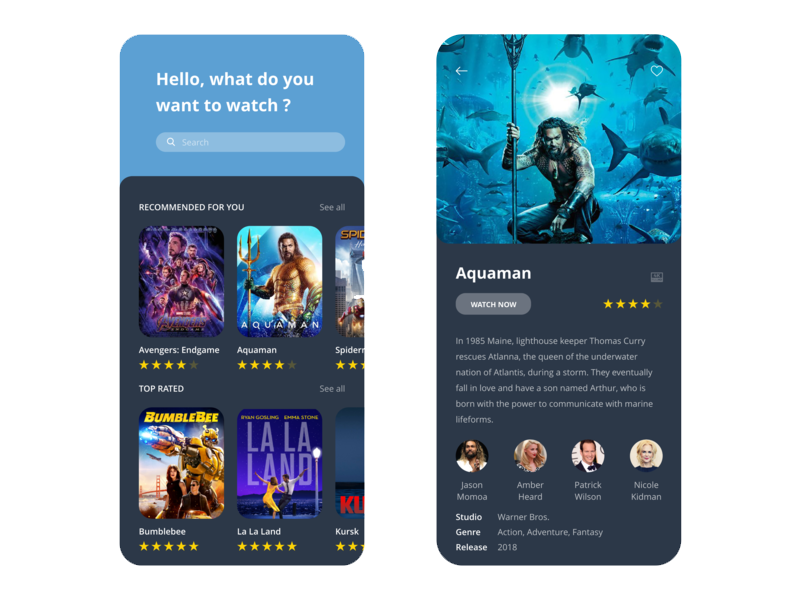 Hello, what do you
want to watch ?
Search
RECOMMENDED FOR YOU
See all
SPID
AQUAMAN
Avengers: Endgame
Aquaman
Spiderm
TOP RATED
See all
BUMBLEBEE
RYAN GOSLING EMMA STONE
LA LA
LAND
KU
Bumblebee
La La Land
Kursk
Aquaman
WATCH NOW
In 1985 Maine, lighthouse keeper Thomas Curry
rescues Atlanna, the queen of the underwater
nation of Atlantis, during a storm. They eventually
fall in love and have a son named Arthur, who is
born with the power to communicate with marine
lifeforms.
Jason
Momoa
Amber
Heard
Patrick
Wilson
Nicole
Kidman
Studio Warner Bros.
Genre Action, Adventure, Fantasy
Release 2018